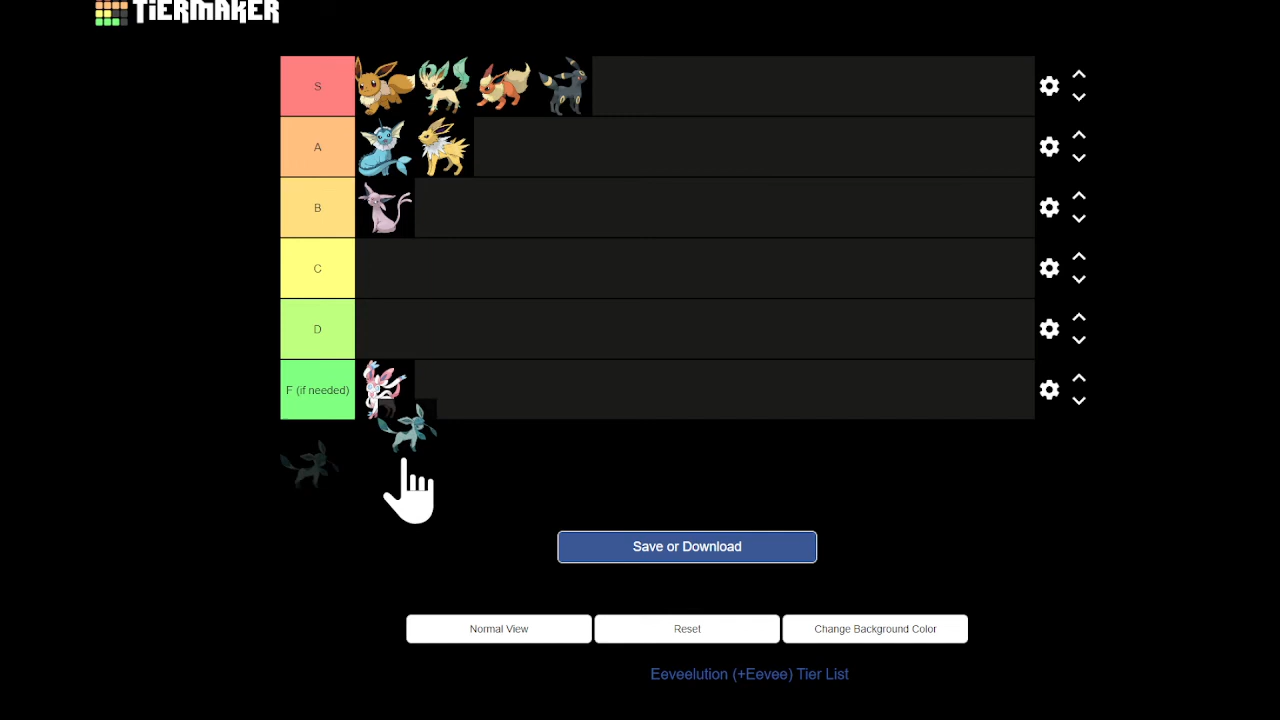 TIERMAKER
S
A
B
C
D
F (if needed)
Save or Download
Normal View
Reset
Change Background Color
Eeveelution (+Eevee) Tier List